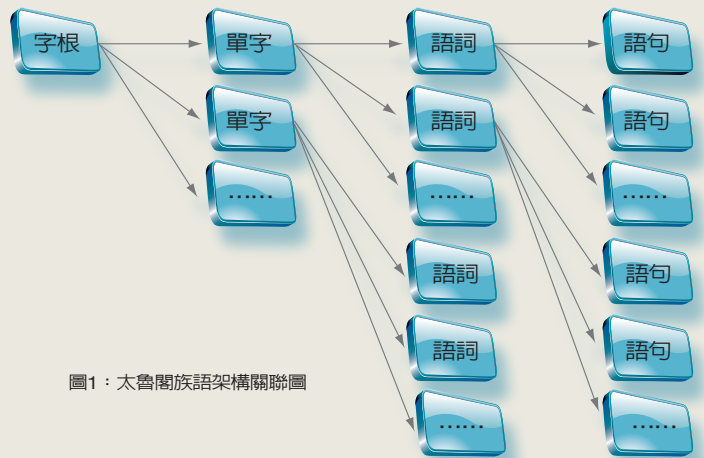 字根 單字 語詞 語句
單字 語詞 語句
…… …… ……
語詞 語句
語詞 語句
…… ……
圖1：太魯閣族語架構關聯圖